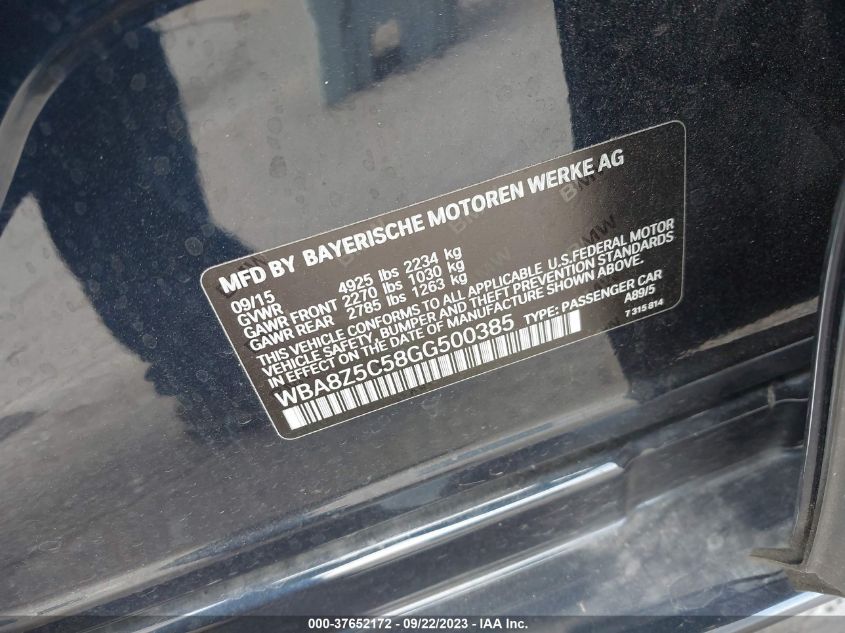 MFD BY BAYERISCHE MOTOREN WERKE AG
09/15
GVWR 4925 lbs 2234 kg
GAWR FRONT 2270 lbs 1030 kg
GAWR REAR 2785 lbs 1263 kg
THIS VEHICLE CONFORMS TO ALL APPLICABLE U.S.FEDERAL MOTOR
VEHICLE SAFETY, BUMPER AND THEFT PREVENTION STANDARDS
IN EFFECT ON THE DATE OF MANUFACTURE SHOWN ABOVE.
WBA8Z5C58GG500385 TYPE: PASSENGER CAR
A89/5
7 315 814
000-37652172 - 09/22/2023 - IAA Inc.